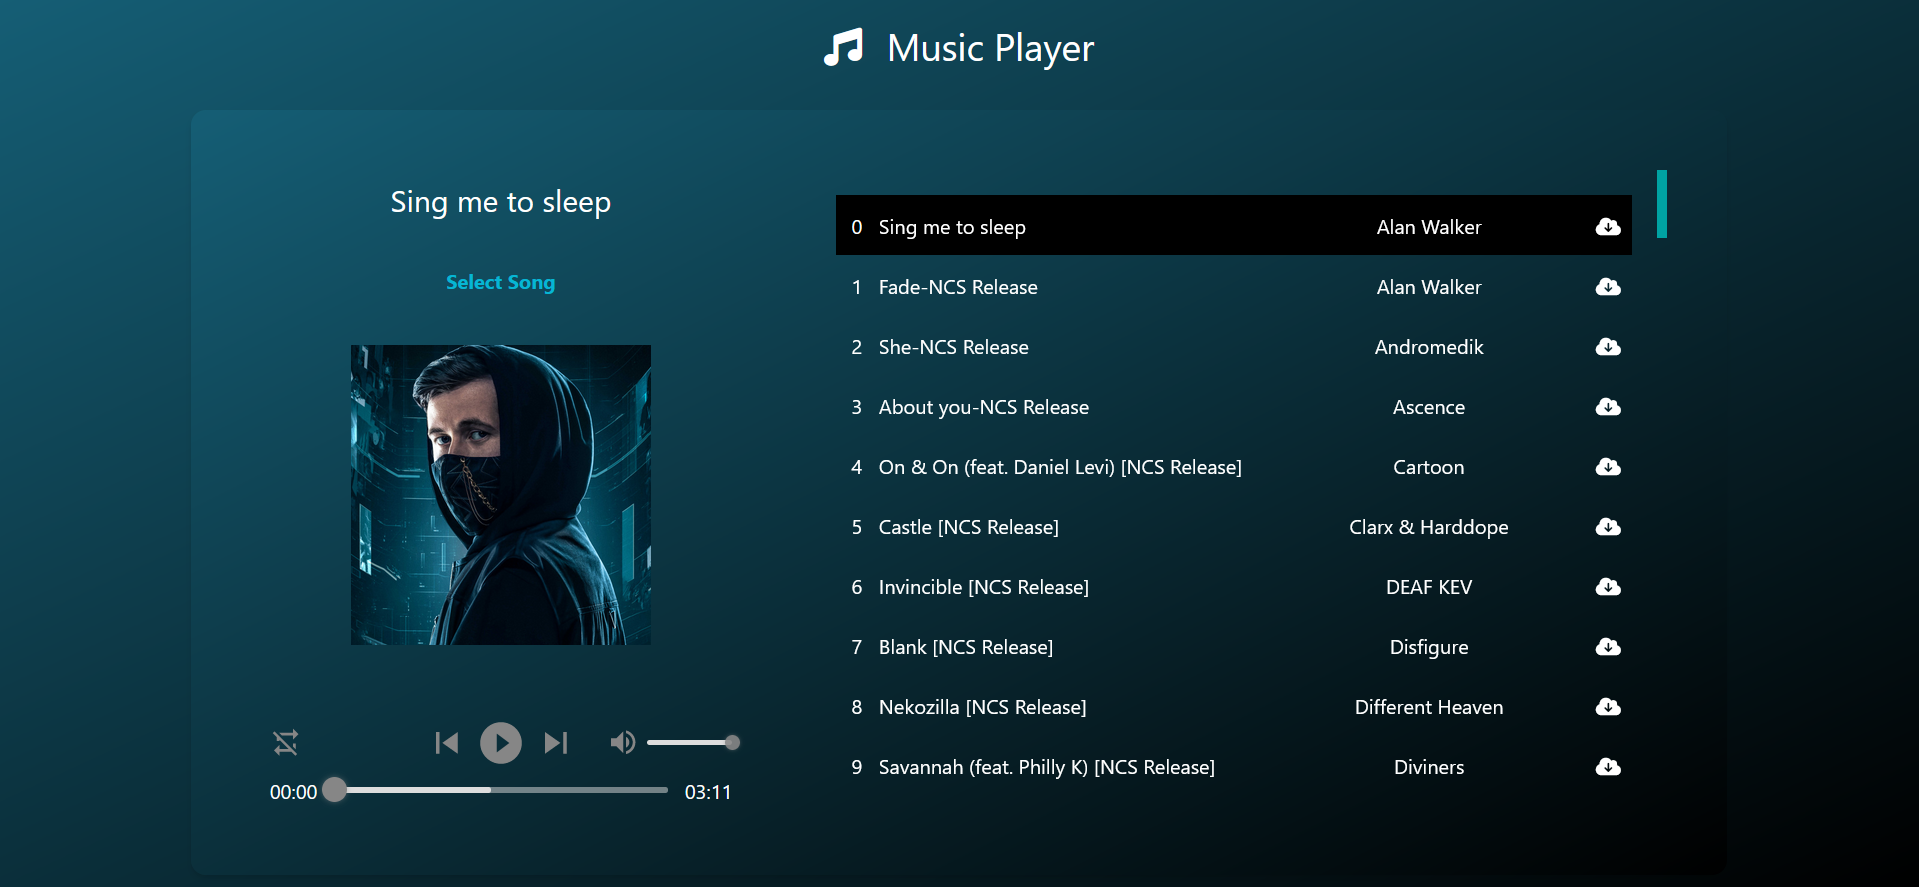 Music Player
Sing me to sleep
Select Song
00:00 03:11
0 Sing me to sleep Alan Walker
1 Fade-NCS Release Alan Walker
2 She-NCS Release Andromedik
3 About you-NCS Release Ascence
4 On & On (feat. Daniel Levi) [NCS Release] Cartoon
5 Castle [NCS Release] Clarx & Harddope
6 Invincible [NCS Release] DEAF KEV
7 Blank [NCS Release] Disfigure
8 Nekozilla [NCS Release] Different Heaven
9 Savannah (feat. Philly K) [NCS Release] Diviners